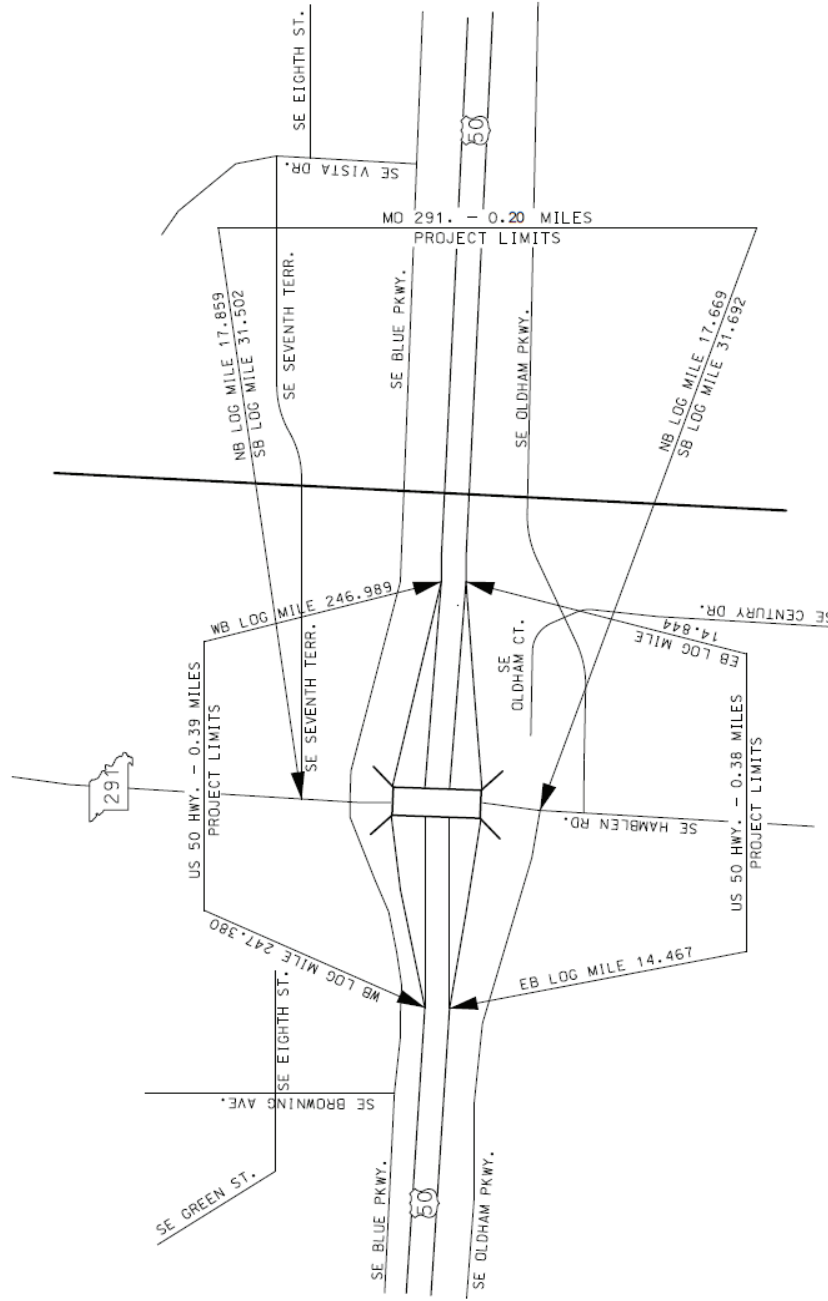 SE EIGHTH ST.
50
SE VISTA DR.
MO 291. - 0.20 MILES
PROJECT LIMITS
NB LOG MILE 17.859
SB LOG MILE 31.502
SE SEVENTH TERR.
SE BLUE PKWY.
SE OLDHAM PKWY.
NB LOG MILE 17.669
SB LOG MILE 31.692
WB LOG MILE 246.989
SE CENTURY DR.
EB LOG MILE
14.844
SE
OLDHAM CT.
SE SEVENTH TERR.
US 50 HWY. - 0.39 MILES
PROJECT LIMITS
291
SE HAMBLEN RD.
US 50 HWY. - 0.38 MILES
PROJECT LIMITS
WB LOG MILE 247.380
EB LOG MILE 14.467
SE EIGHTH ST.
SE BROWNING AVE.
SE GREEN ST.
SE BLUE PKWY.
50
SE OLDHAM PKWY.